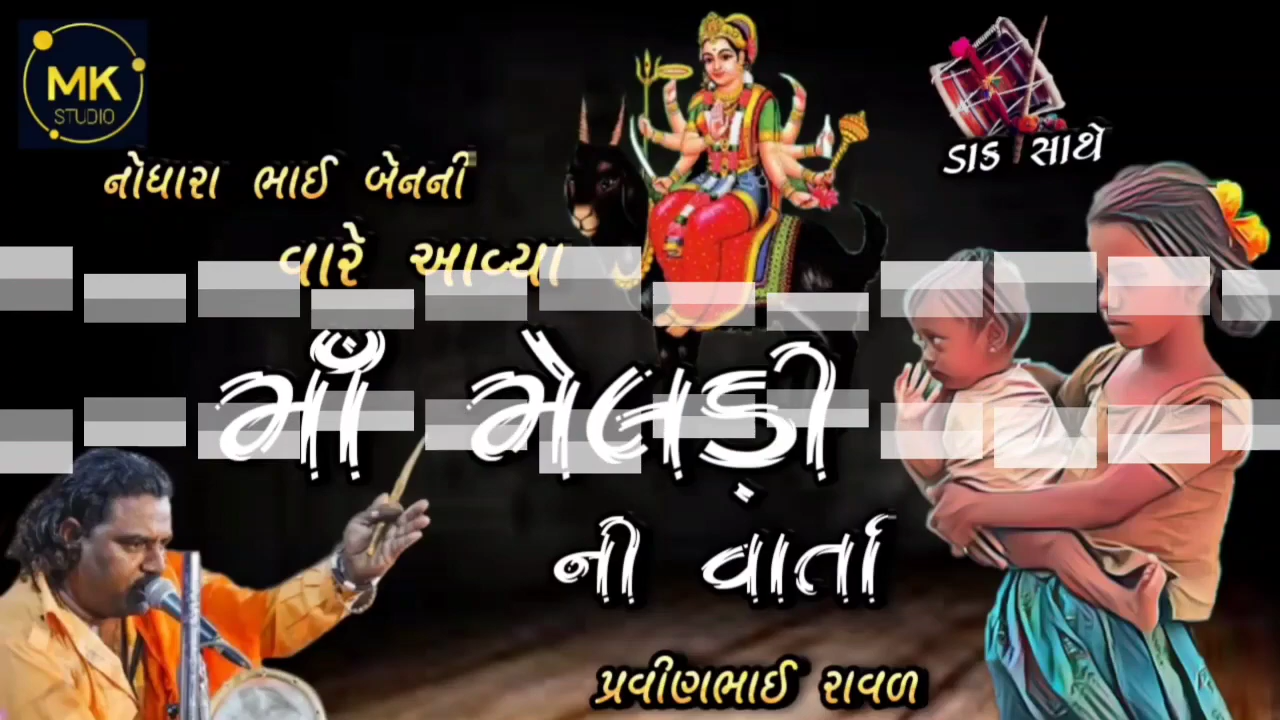 MK
STUDIO
ડાક સાથે
નોધારા ભાઈ બેનની
વારે આવ્યા
માઁ મેલડી
ની વાર્તા
પ્રવીણભાઈ રાવળ